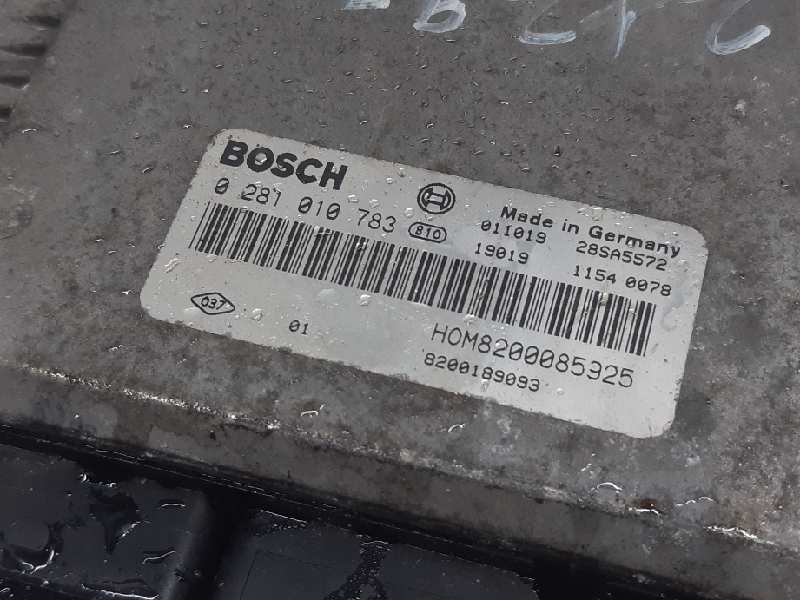 BOSCH
0 281 010 783 810
Made in Germany
011019 28SA5572
19019 1154 0078
037
01
HOM8200085925
8200189093